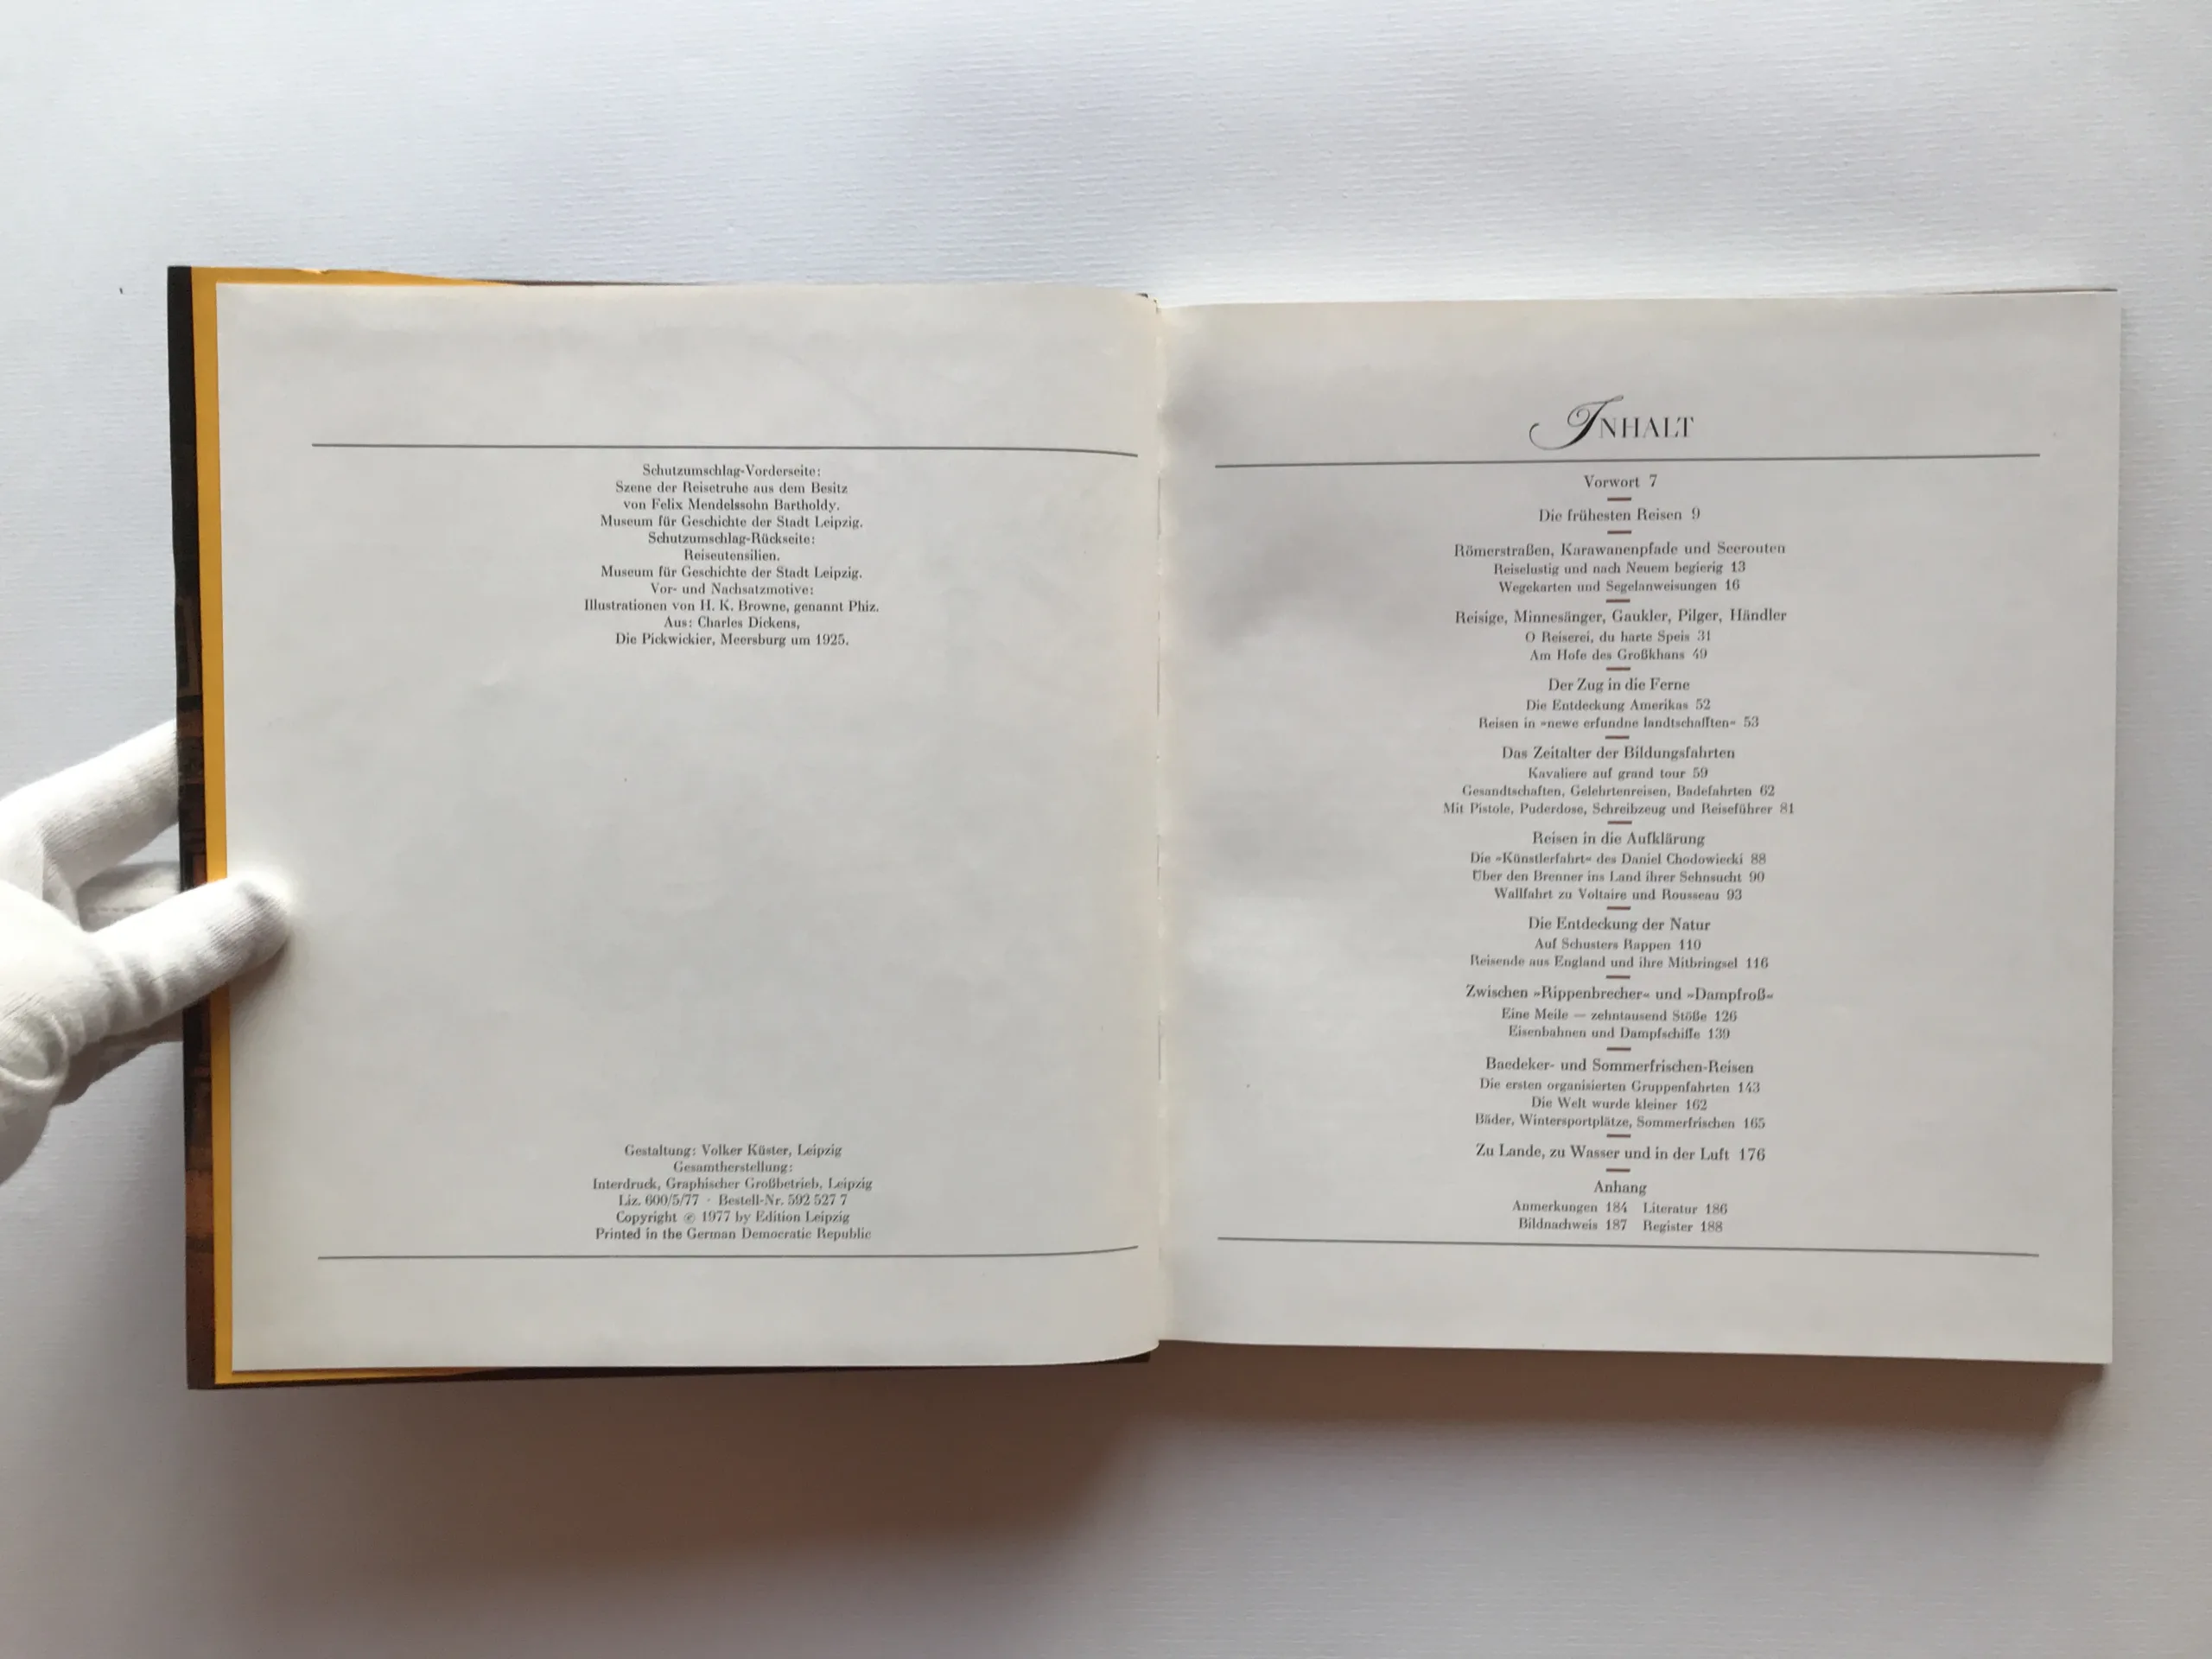 Schutzumschlag-Vorderseite:
Szene der Reisetruhe aus dem Besitz
von Felix Mendelssohn Bartholdy.
Museum für Geschichte der Stadt Leipzig.
Schutzumschlag-Rückseite:
Reiseutensilien.
Museum für Geschichte der Stadt Leipzig.
Vor- und Nachsatzmotive:
Illustrationen von H. K. Browne, genannt Phiz.
Aus: Charles Dickens,
Die Pickwickier, Meersburg um 1925.
Gestaltung: Volker Küster, Leipzig
Gesamtherstellung:
Interdruck, Graphischer Großbetrieb, Leipzig
Liz. 600/5/77 · Bestell-Nr. 592 527 7
Copyright © 1977 by Edition Leipzig
Printed in the German Democratic Republic
INHALT
Vorwort 7
Die frühesten Reisen 9
Römerstraßen, Karawanenpfade und Seerouten
Reiselustig und nach Neuem begierig 13
Wegekarten und Segelanweisungen 16
Reisige, Minnesänger, Gaukler, Pilger, Händler
O Reiserei, du harte Speis 31
Am Hofe des Großkhans 49
Der Zug in die Ferne
Die Entdeckung Amerikas 52
Reisen in »newe erfundne landtschafften« 53
Das Zeitalter der Bildungsfahrten
Kavaliere auf grand tour 59
Gesandtschaften, Gelehrtenreisen, Badefahrten 62
Mit Pistole, Puderdose, Schreibzeug und Reiseführer 81
Reisen in die Aufklärung
Die »Künstlerfahrt« des Daniel Chodowiecki 88
Über den Brenner ins Land ihrer Sehnsucht 90
Wallfahrt zu Voltaire und Rousseau 93
Die Entdeckung der Natur
Auf Schusters Rappen 110
Reisende aus England und ihre Mitbringsel 116
Zwischen »Rippenbrecher« und »Dampfroß«
Eine Meile — zehntausend Stöße 126
Eisenbahnen und Dampfschiffe 139
Baedeker- und Sommerfrischen-Reisen
Die ersten organisierten Gruppenfahrten 143
Die Welt wurde kleiner 162
Bäder, Wintersportplätze, Sommerfrischen 165
Zu Lande, zu Wasser und in der Luft 176
Anhang
Anmerkungen 184 Literatur 186
Bildnachweis 187 Register 188